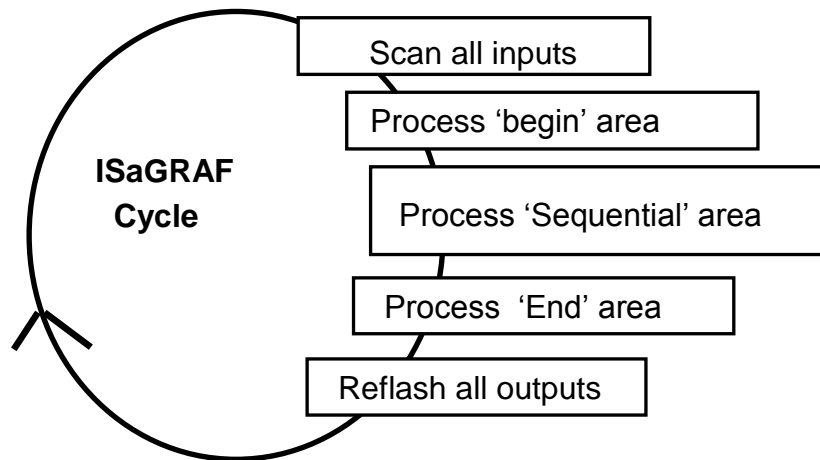 ISaGRAF
Cycle
Scan all inputs
Process ‘begin’ area
Process ‘Sequential’ area
Process ‘End’ area
Reflash all outputs